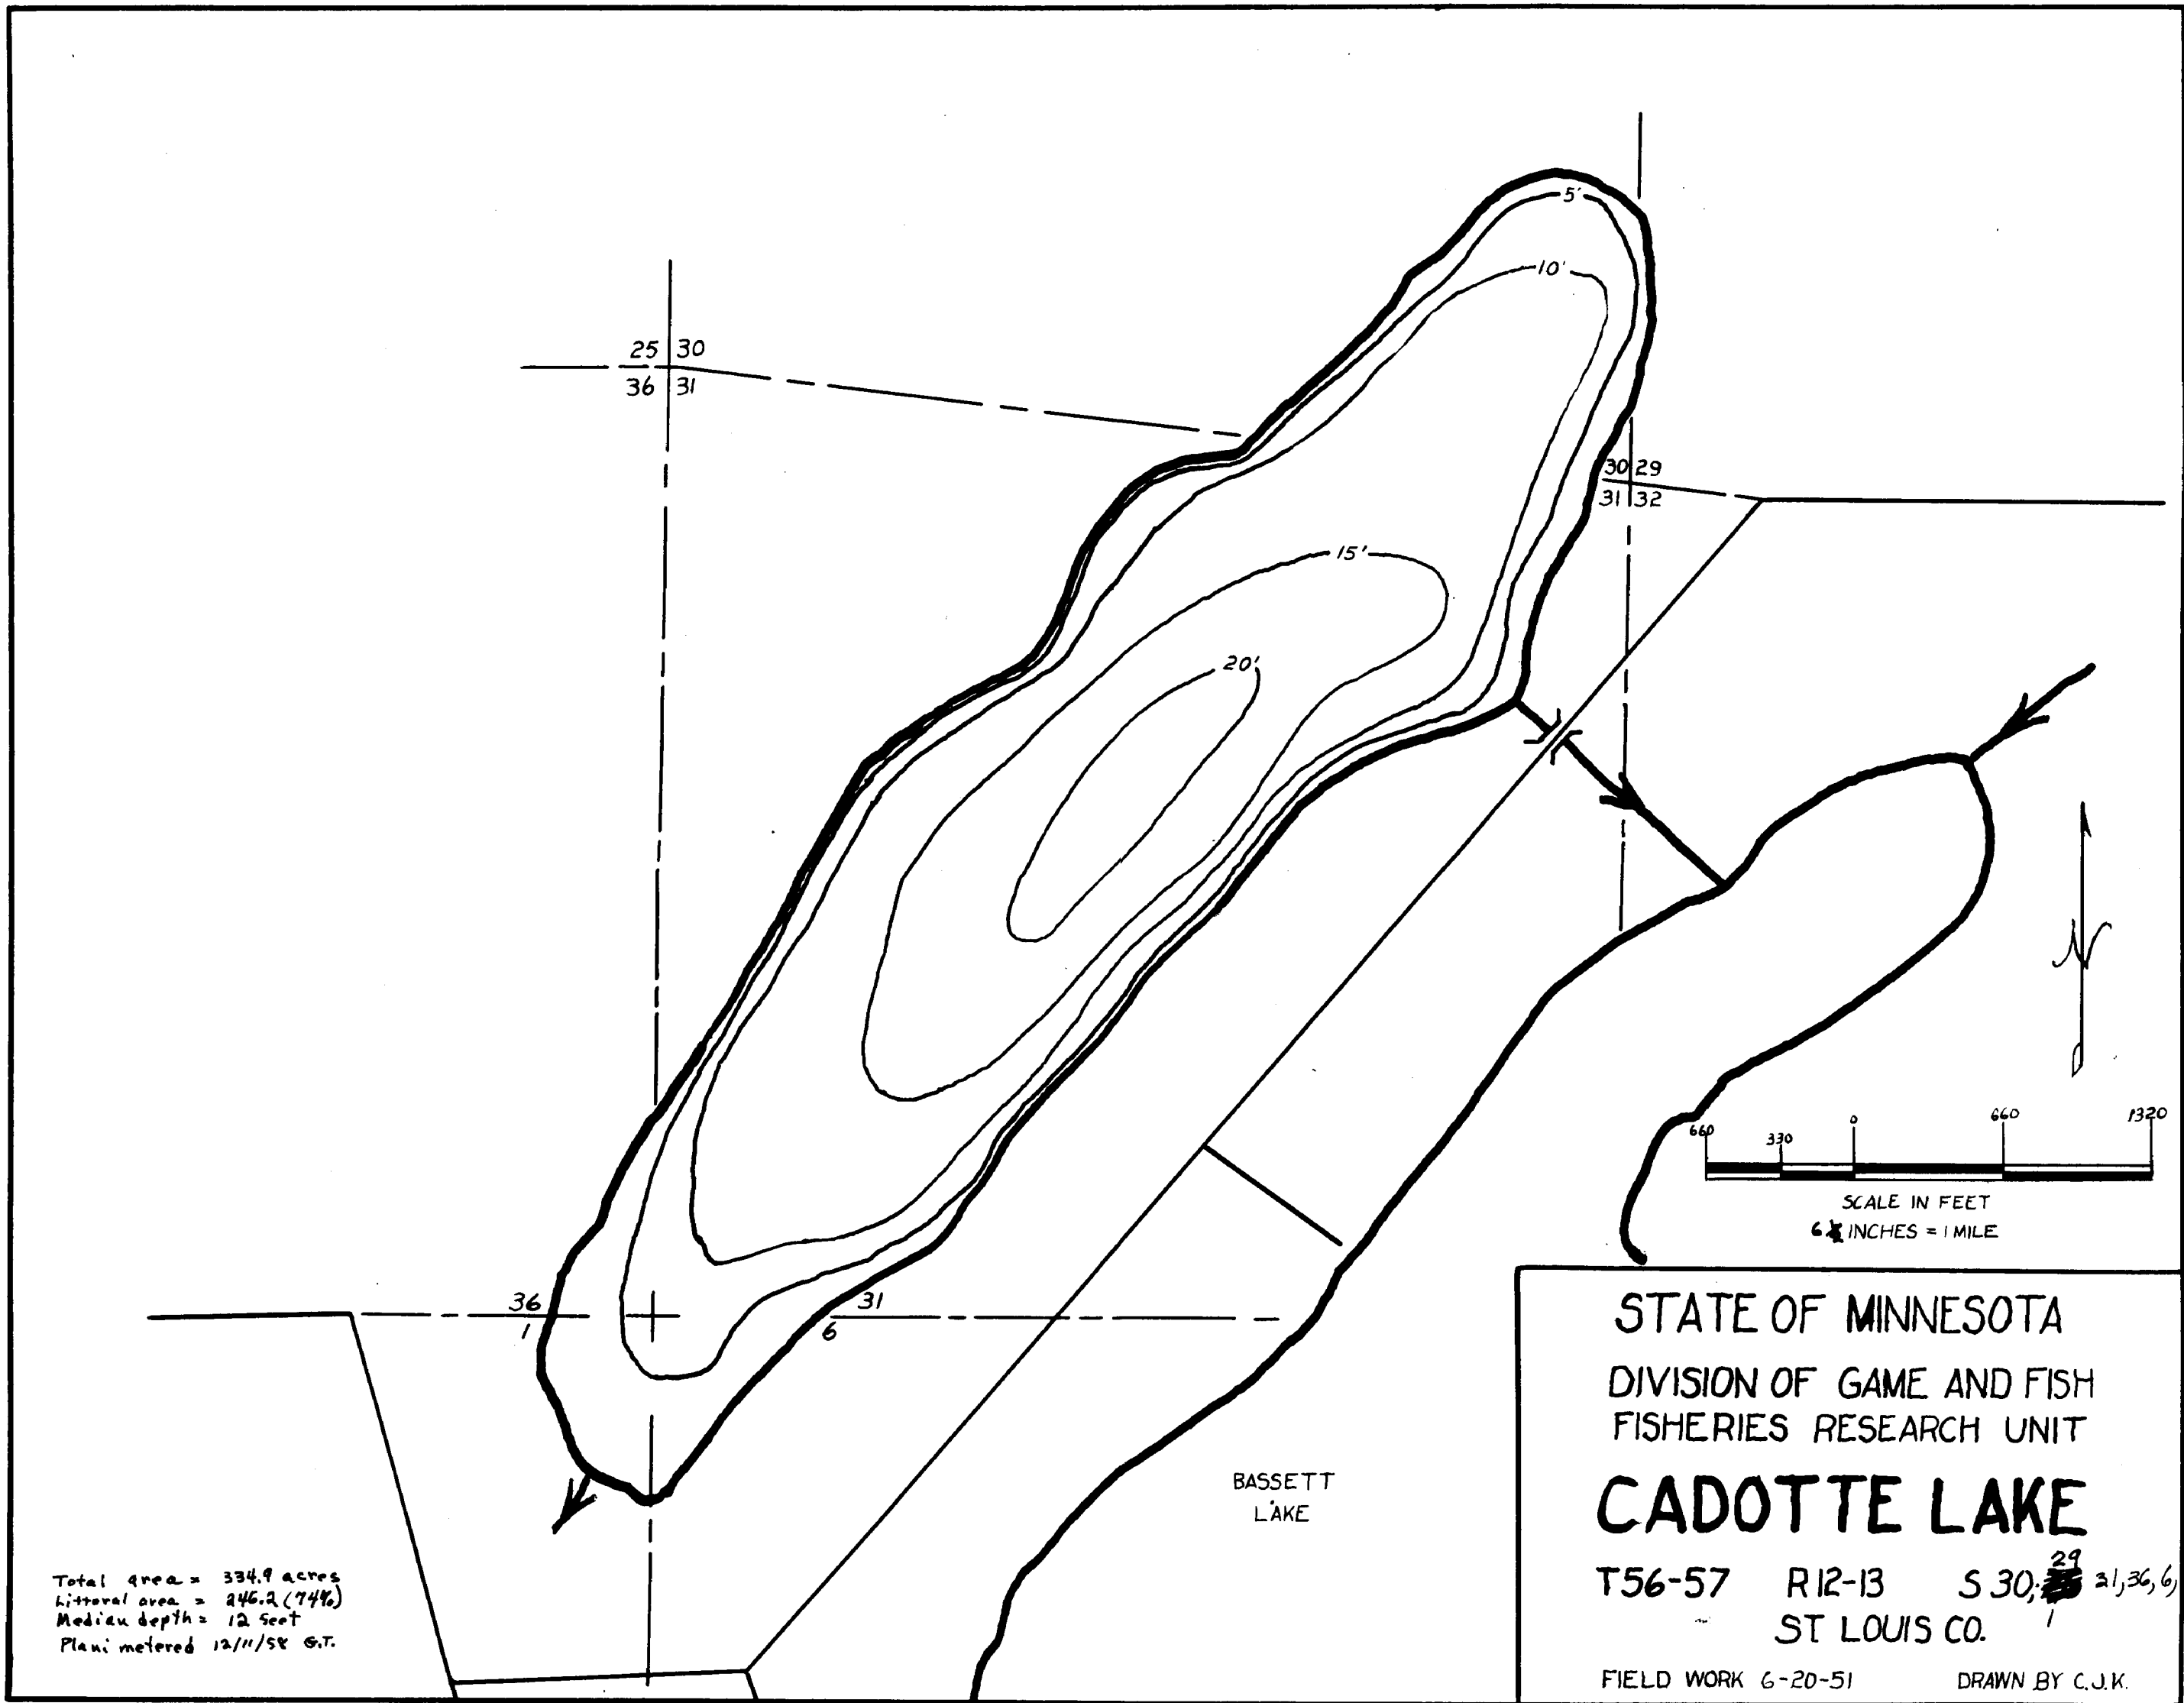 5'
10'
25 30
36 31
30 29
31 32
15'
20'
N
660 330 0 660 1320
SCALE IN FEET
6 INCHES = 1 MILE
36 31
1 6
BASSETT
LAKE
STATE OF MINNESOTA
DIVISION OF GAME AND FISH
FISHERIES RESEARCH UNIT
CADOTTE LAKE
T56-57 R12-13 S 30, 29 31, 36, 6,
1
ST LOUIS CO.
FIELD WORK 6-20-51 DRAWN BY C.J.K.
Total area = 334.9 acres
Littoral area = 246.2 (74%)
Median depth = 12 feet
Planimetered 12/11/58 G.T.